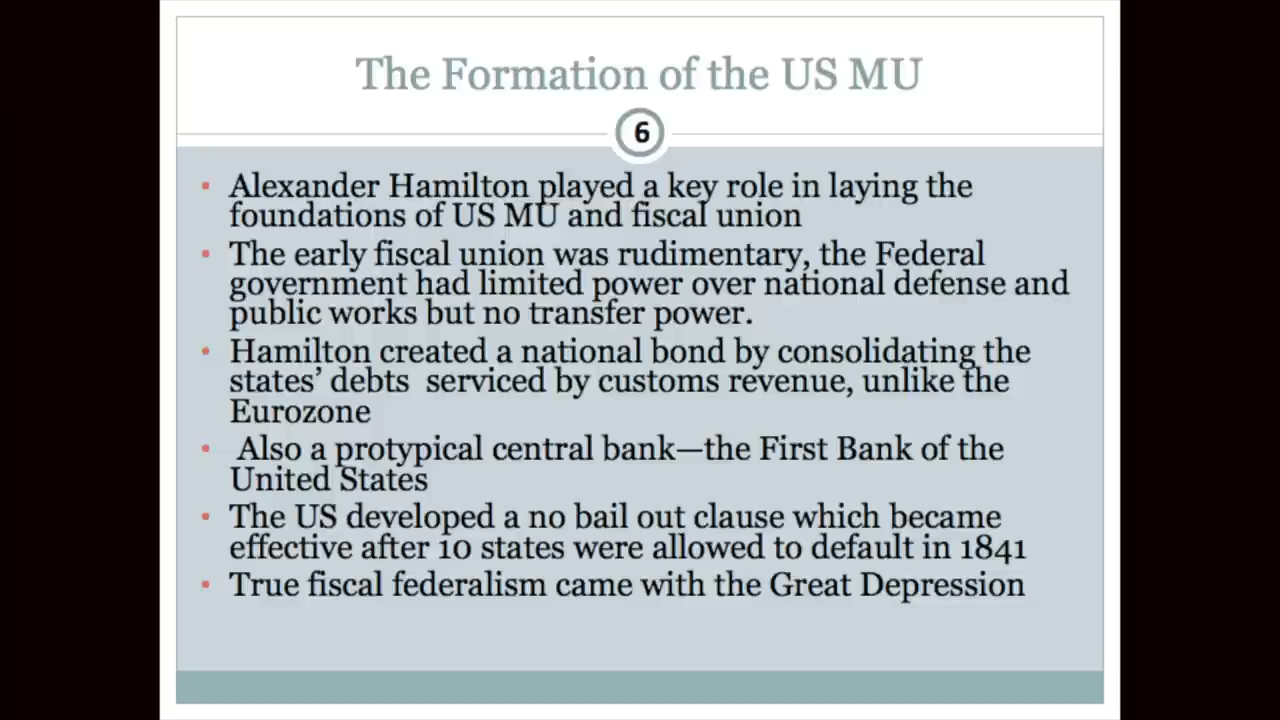 The Formation of the US MU
6
• Alexander Hamilton played a key role in laying the
foundations of US MU and fiscal union
• The early fiscal union was rudimentary, the Federal
government had limited power over national defense and
public works but no transfer power.
• Hamilton created a national bond by consolidating the
states’ debts  serviced by customs revenue, unlike the
Eurozone
•  Also a protypical central bank—the First Bank of the
United States
• The US developed a no bail out clause which became
effective after 10 states were allowed to default in 1841
• True fiscal federalism came with the Great Depression